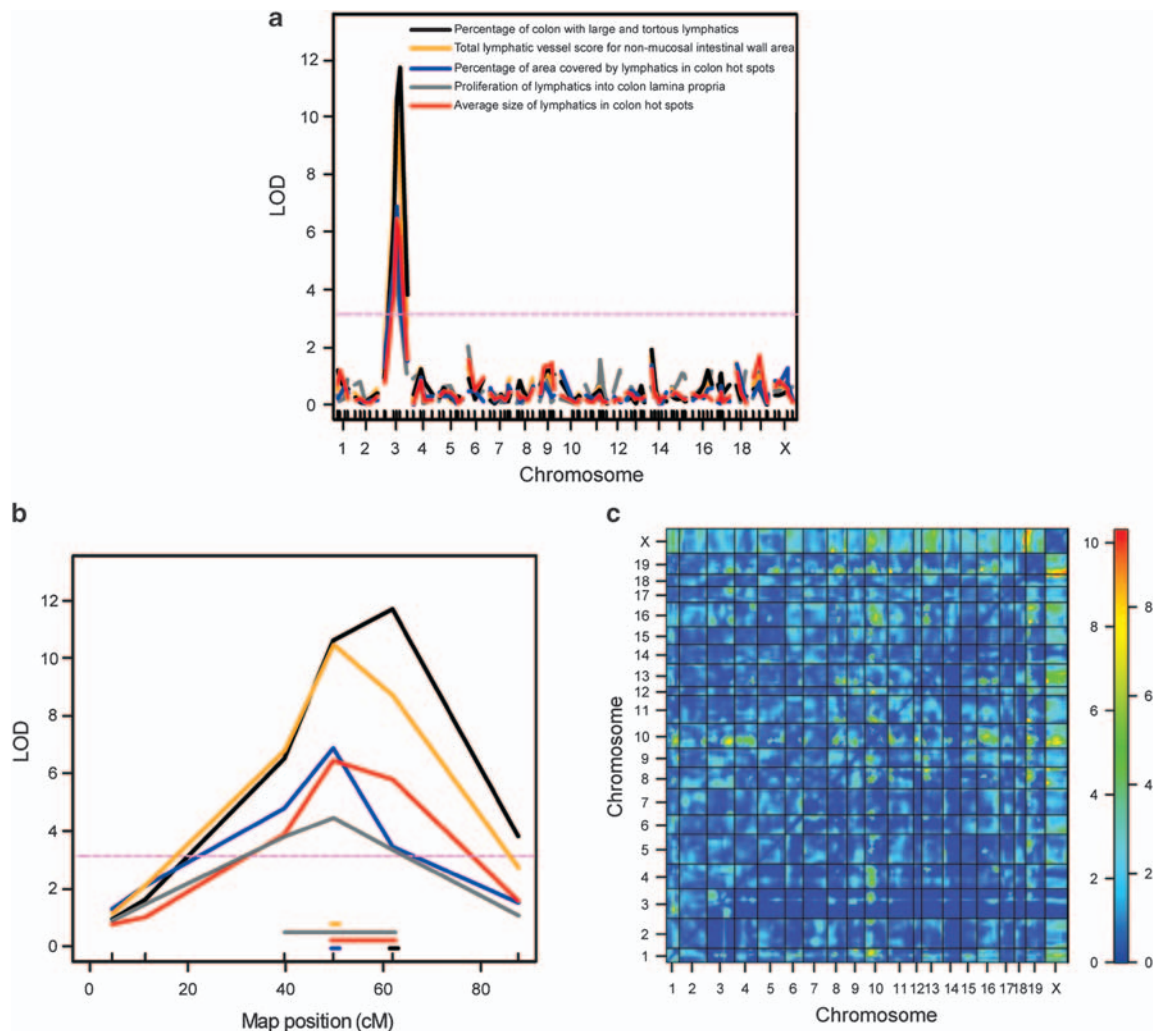 a
Percentage of colon with large and tortous lymphatics
Total lymphatic vessel score for non-mucosal intestinal wall area
Percentage of area covered by lymphatics in colon hot spots
Proliferation of lymphatics into colon lamina propria
Average size of lymphatics in colon hot spots
12
10
8
6
4
2
0
LOD
1 2 3 4 5 6 7 8 9 10 12 14 16 18 X
Chromosome
b
12
10
8
6
4
2
0
LOD
0 20 40 60 80
Map position (cM)
c
X
19
18
17
16
15
14
13
12
11
10
9
8
7
6
5
4
3
2
1
Chromosome
1 2 3 4 5 6 7 8 9 10 11 12 13 14 15 16 17 18 19 X
Chromosome
10
8
6
4
2
0
8
6
4
2
0